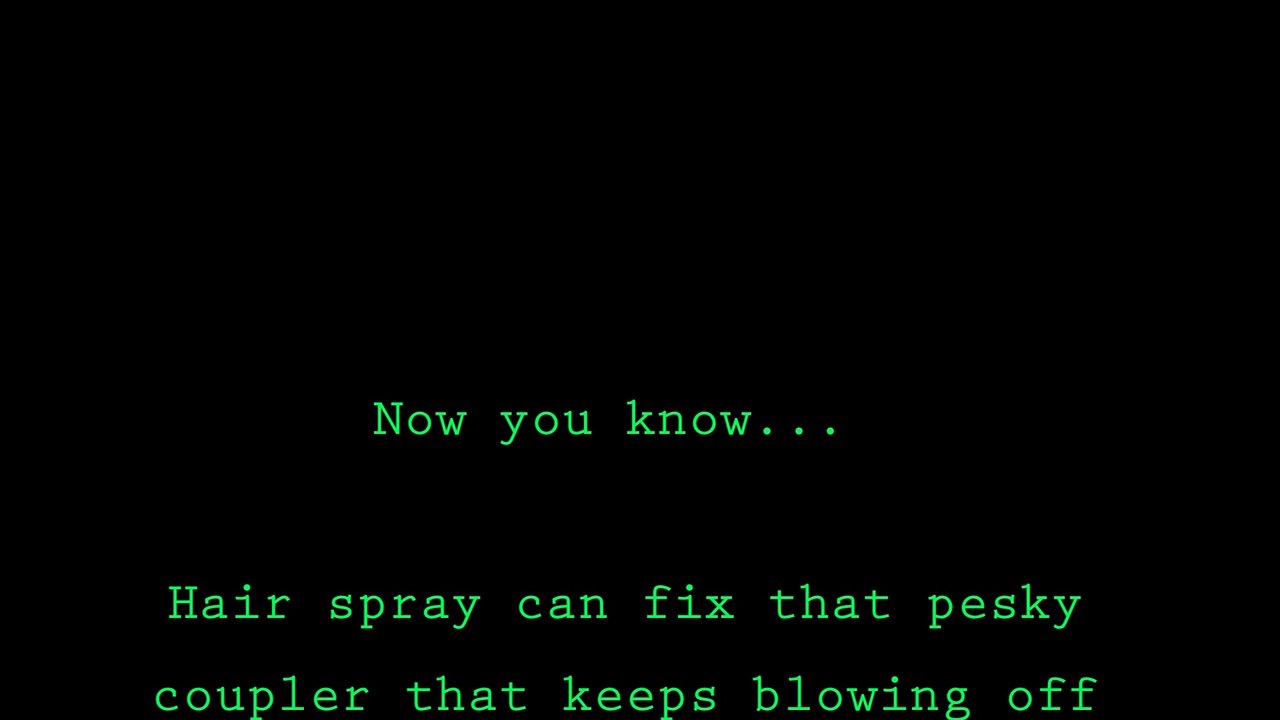 Now you know...
Hair spray can fix that pesky
coupler that keeps blowing off